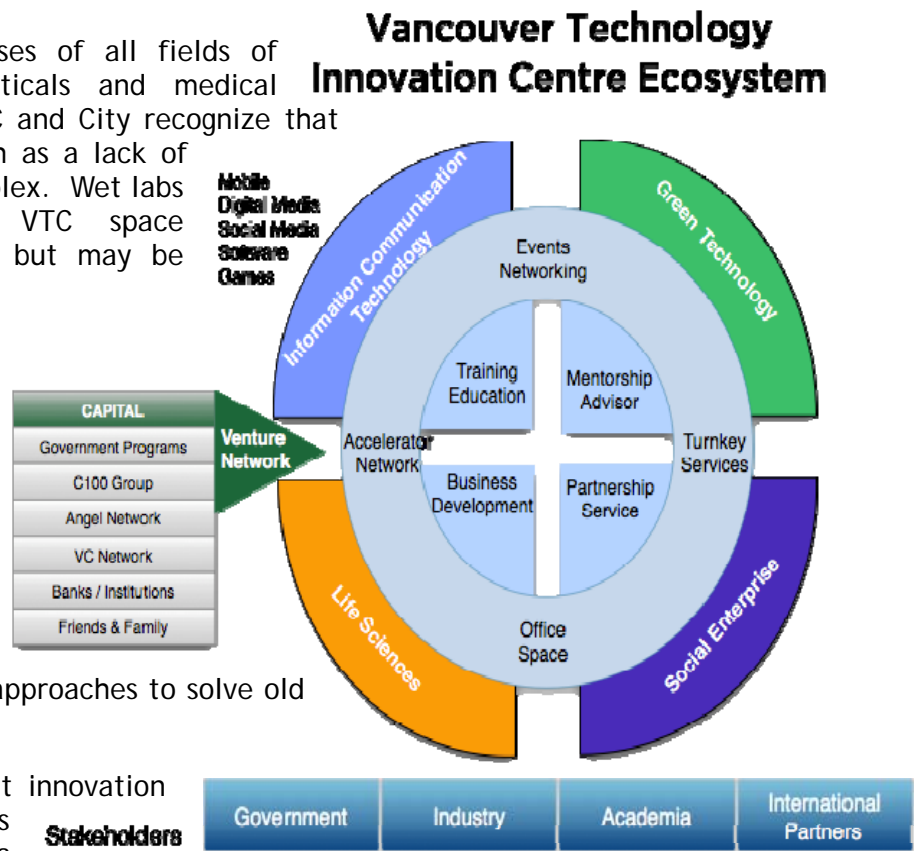 Vancouver Technology
Innovation Centre Ecosystem
ses of all fields of
ticals and medical
C and City recognize that
n as a lack of
plex. Wet labs
VTC space
but may be
Mobile
Digital Media
Social Media
Software
Games
Information Communication
Technology
Green Technology
Events
Networking
Training
Education
Mentorship
Advisor
CAPITAL
Government Programs
C100 Group
Angel Network
VC Network
Banks / Institutions
Friends & Family
Venture
Network
Accelerator
Network
Turnkey
Services
Business
Development
Partnership
Service
Life Sciences
Office
Space
Social Enterprise
approaches to solve old
t innovation
s
Stakeholders
Government
Industry
Academia
International
Partners